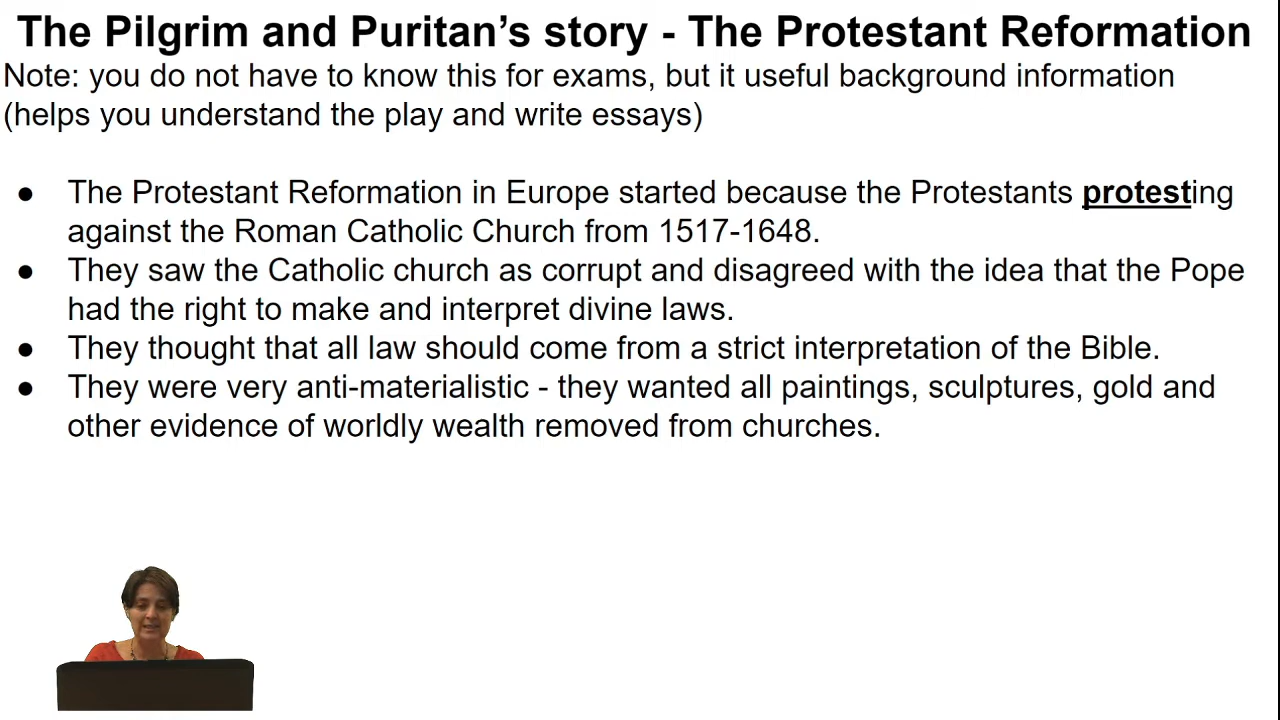 The Pilgrim and Puritan’s story - The Protestant Reformation
Note: you do not have to know this for exams, but it useful background information
(helps you understand the play and write essays)
● The Protestant Reformation in Europe started because the Protestants protesting
against the Roman Catholic Church from 1517-1648.
● They saw the Catholic church as corrupt and disagreed with the idea that the Pope
had the right to make and interpret divine laws.
● They thought that all law should come from a strict interpretation of the Bible.
● They were very anti-materialistic - they wanted all paintings, sculptures, gold and
other evidence of worldly wealth removed from churches.